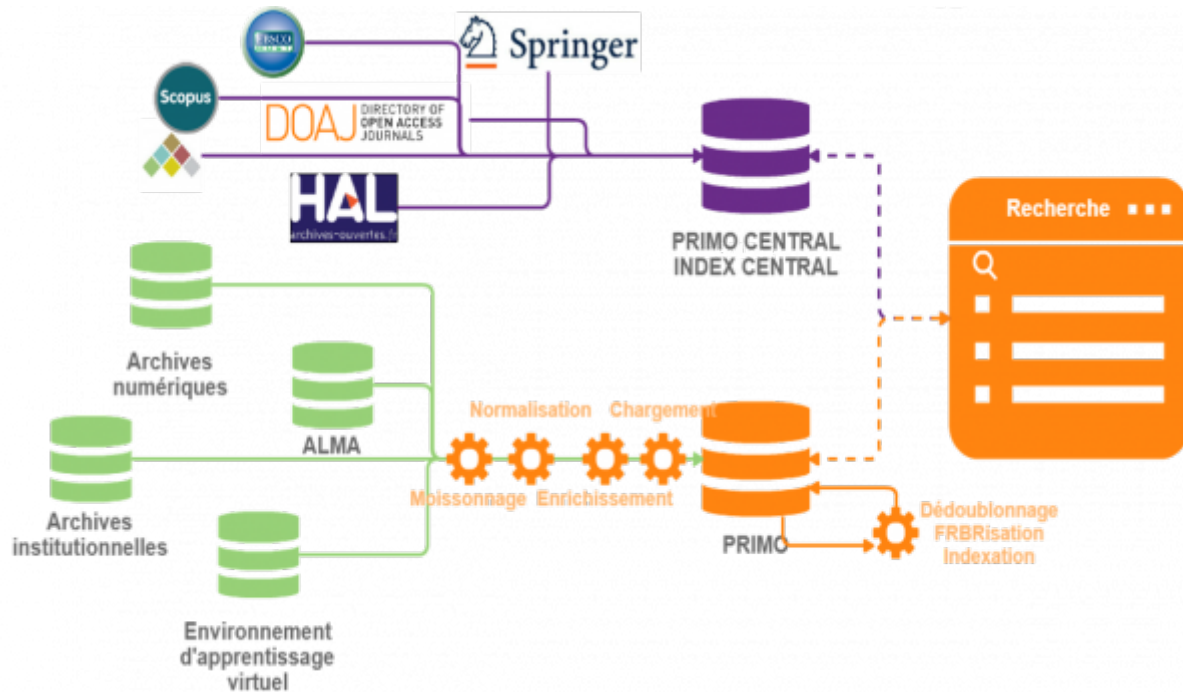 EBSCO
Springer
Scopus
DOAJ
DIRECTORY OF
OPEN ACCESS
JOURNALS
HAL
archives-ouvertes.fr
PRIMO CENTRAL
INDEX CENTRAL
Recherche
Archives
numériques
ALMA
Normalisation
Chargement
Moissonnage
Enrichissement
Archives
institutionnelles
PRIMO
Dédoublonnage
FRBRisation
Indexation
Environnement
d'apprentissage
virtuel